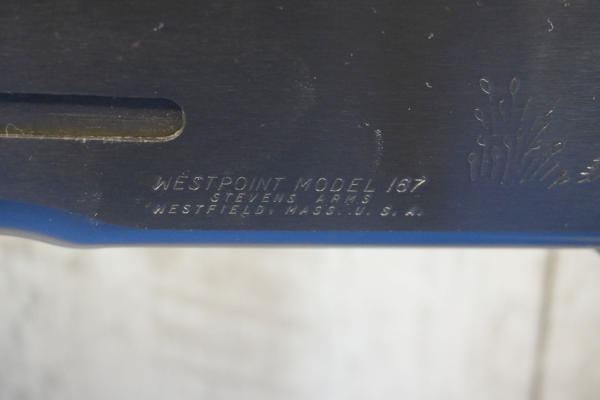 WESTPOINT MODEL 167
STEVENS ARMS
WESTFIELD, MASS. U. S. A.